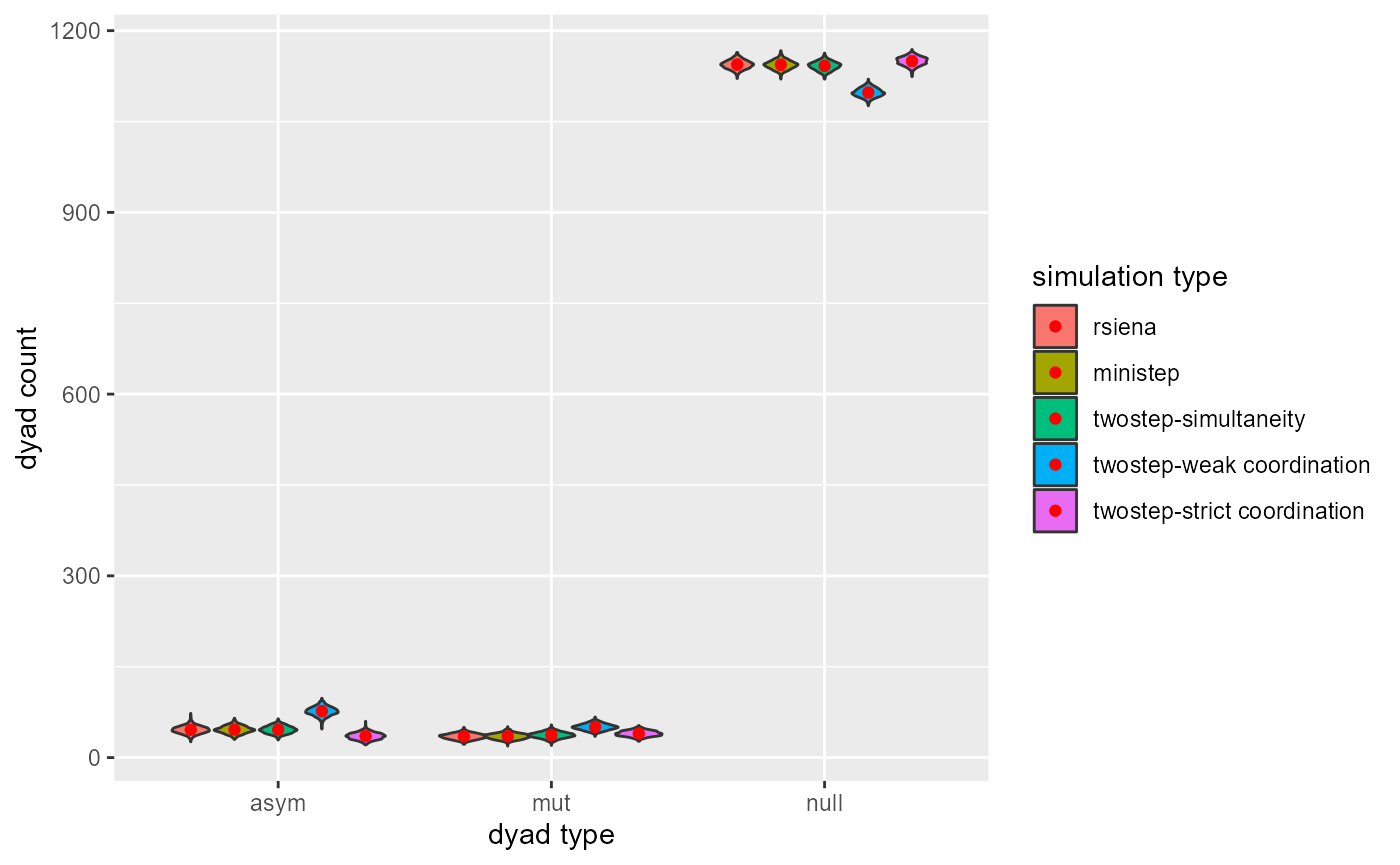 1200
900
600
300
0
dyad count
asym
mut
null
dyad type
simulation type
rsiena
ministep
twostep-simultaneity
twostep-weak coordination
twostep-strict coordination